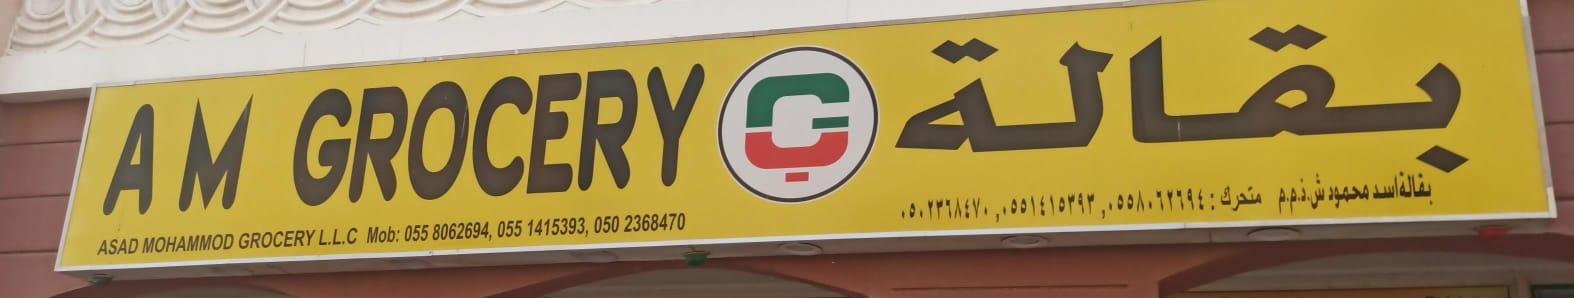 A M GROCERY
بقالة
ASAD MOHAMMOD GROCERY L.L.C Mob: 055 8062694, 055 1415393, 050 2368470
بقالة اسد محمود ش.ذ.م.م متحرك : ٠٥٥٨٠٦٢٦٩٤, ٠٥٥١٤١٥٣٩٣, ٠٥٠٢٣٦٨٤٧٠